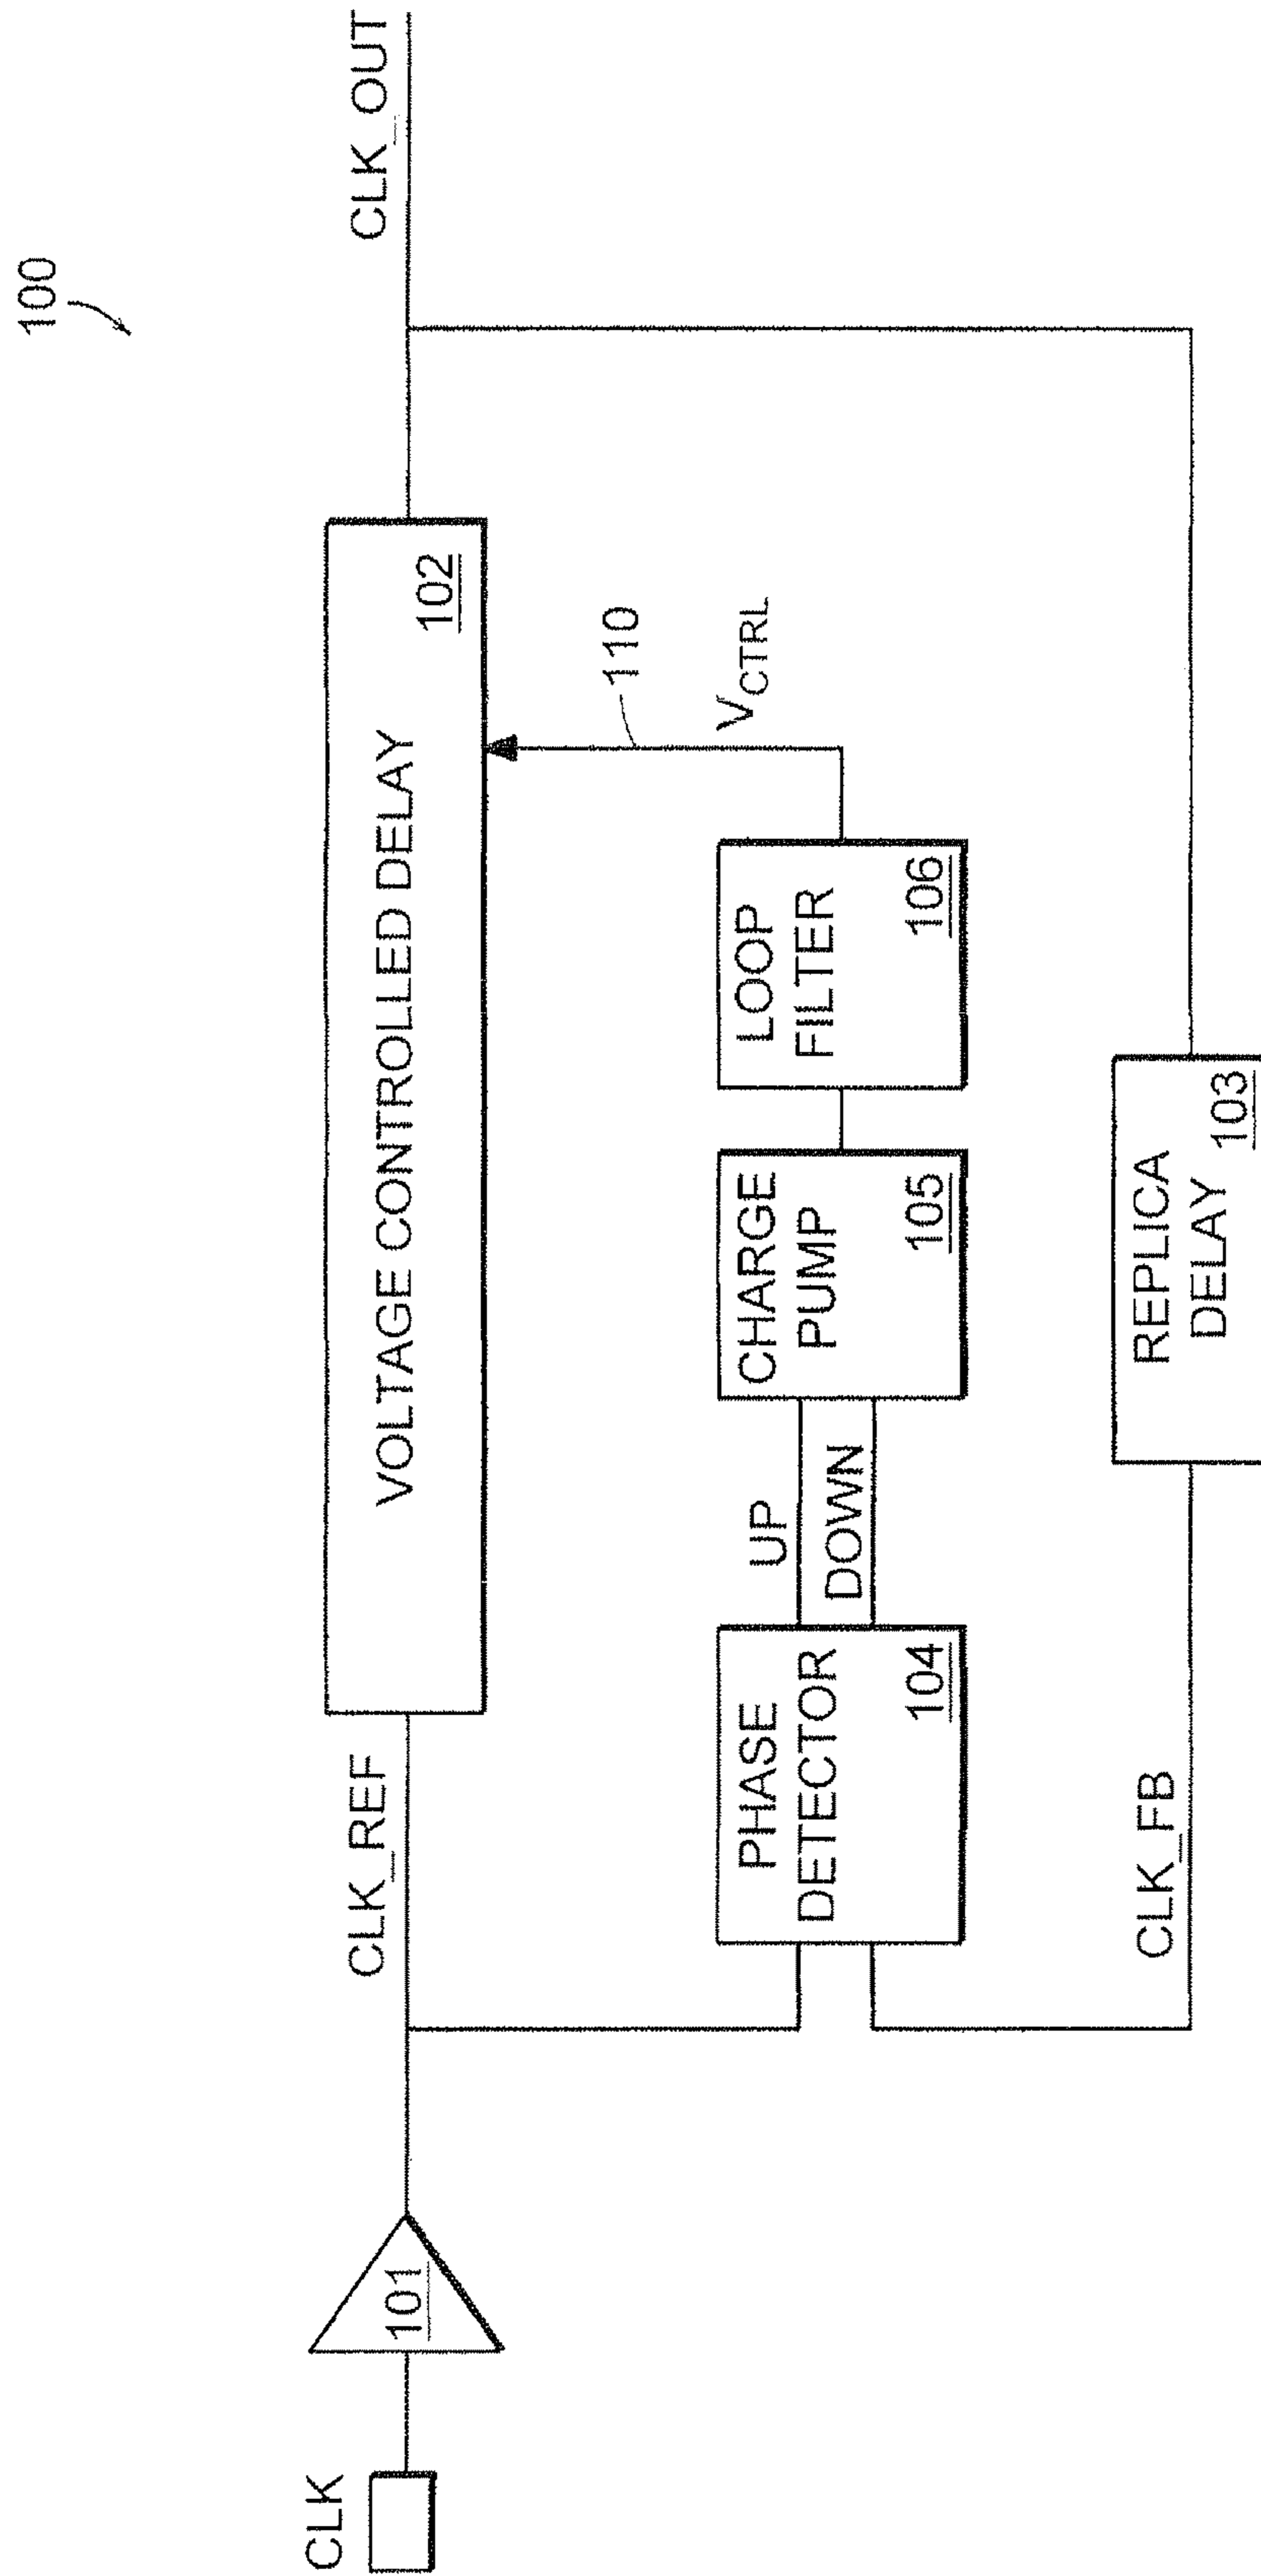 100
CLK
101
CLK_REF
VOLTAGE CONTROLLED DELAY
102
CLK_OUT
110
V_CTRL
PHASE
DETECTOR
104
UP
DOWN
CHARGE
PUMP
105
LOOP
FILTER
106
CLK_FB
REPLICA
DELAY
103